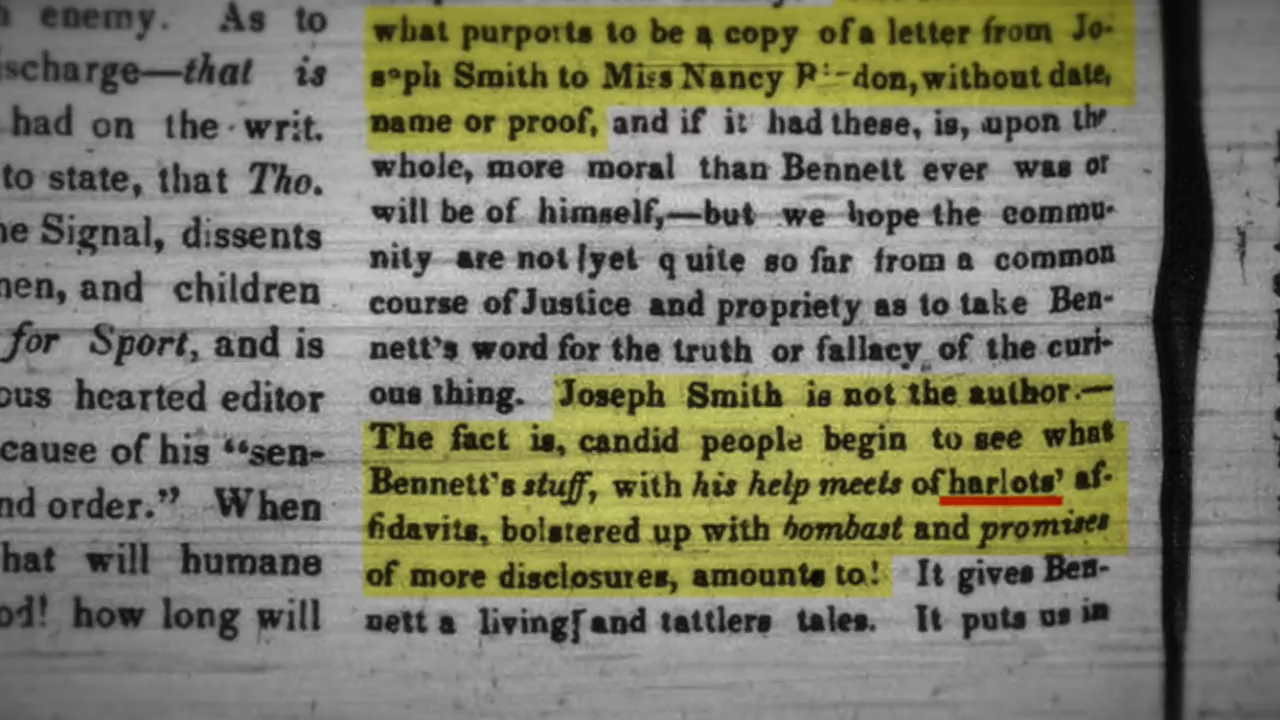 enemy. As to
scharge—that is
had on the writ.
to state, that Tho.
he Signal, dissents
men, and children
for Sport, and is
ous hearted editor
cause of his "sen-
nd order." When
hat will humane
od! how long will
what purports to be a copy of a letter from Jo-
seph Smith to Miss Nancy R don, without date,
name or proof, and if it had these, is, upon the
whole, more moral than Bennett ever was or
will be of himself,—but we hope the commu-
nity are not yet quite so far from a common
course of Justice and propriety as to take Ben-
nett's word for the truth or fallacy of the curi-
ous thing. Joseph Smith is not the author.—
The fact is, candid people begin to see what
Bennett's stuff, with his help meets of harlots' af-
fidavits, bolstered up with bombast and promises
of more disclosures, amounts to! It gives Ben-
nett a living and tattlers tales. It puts us in